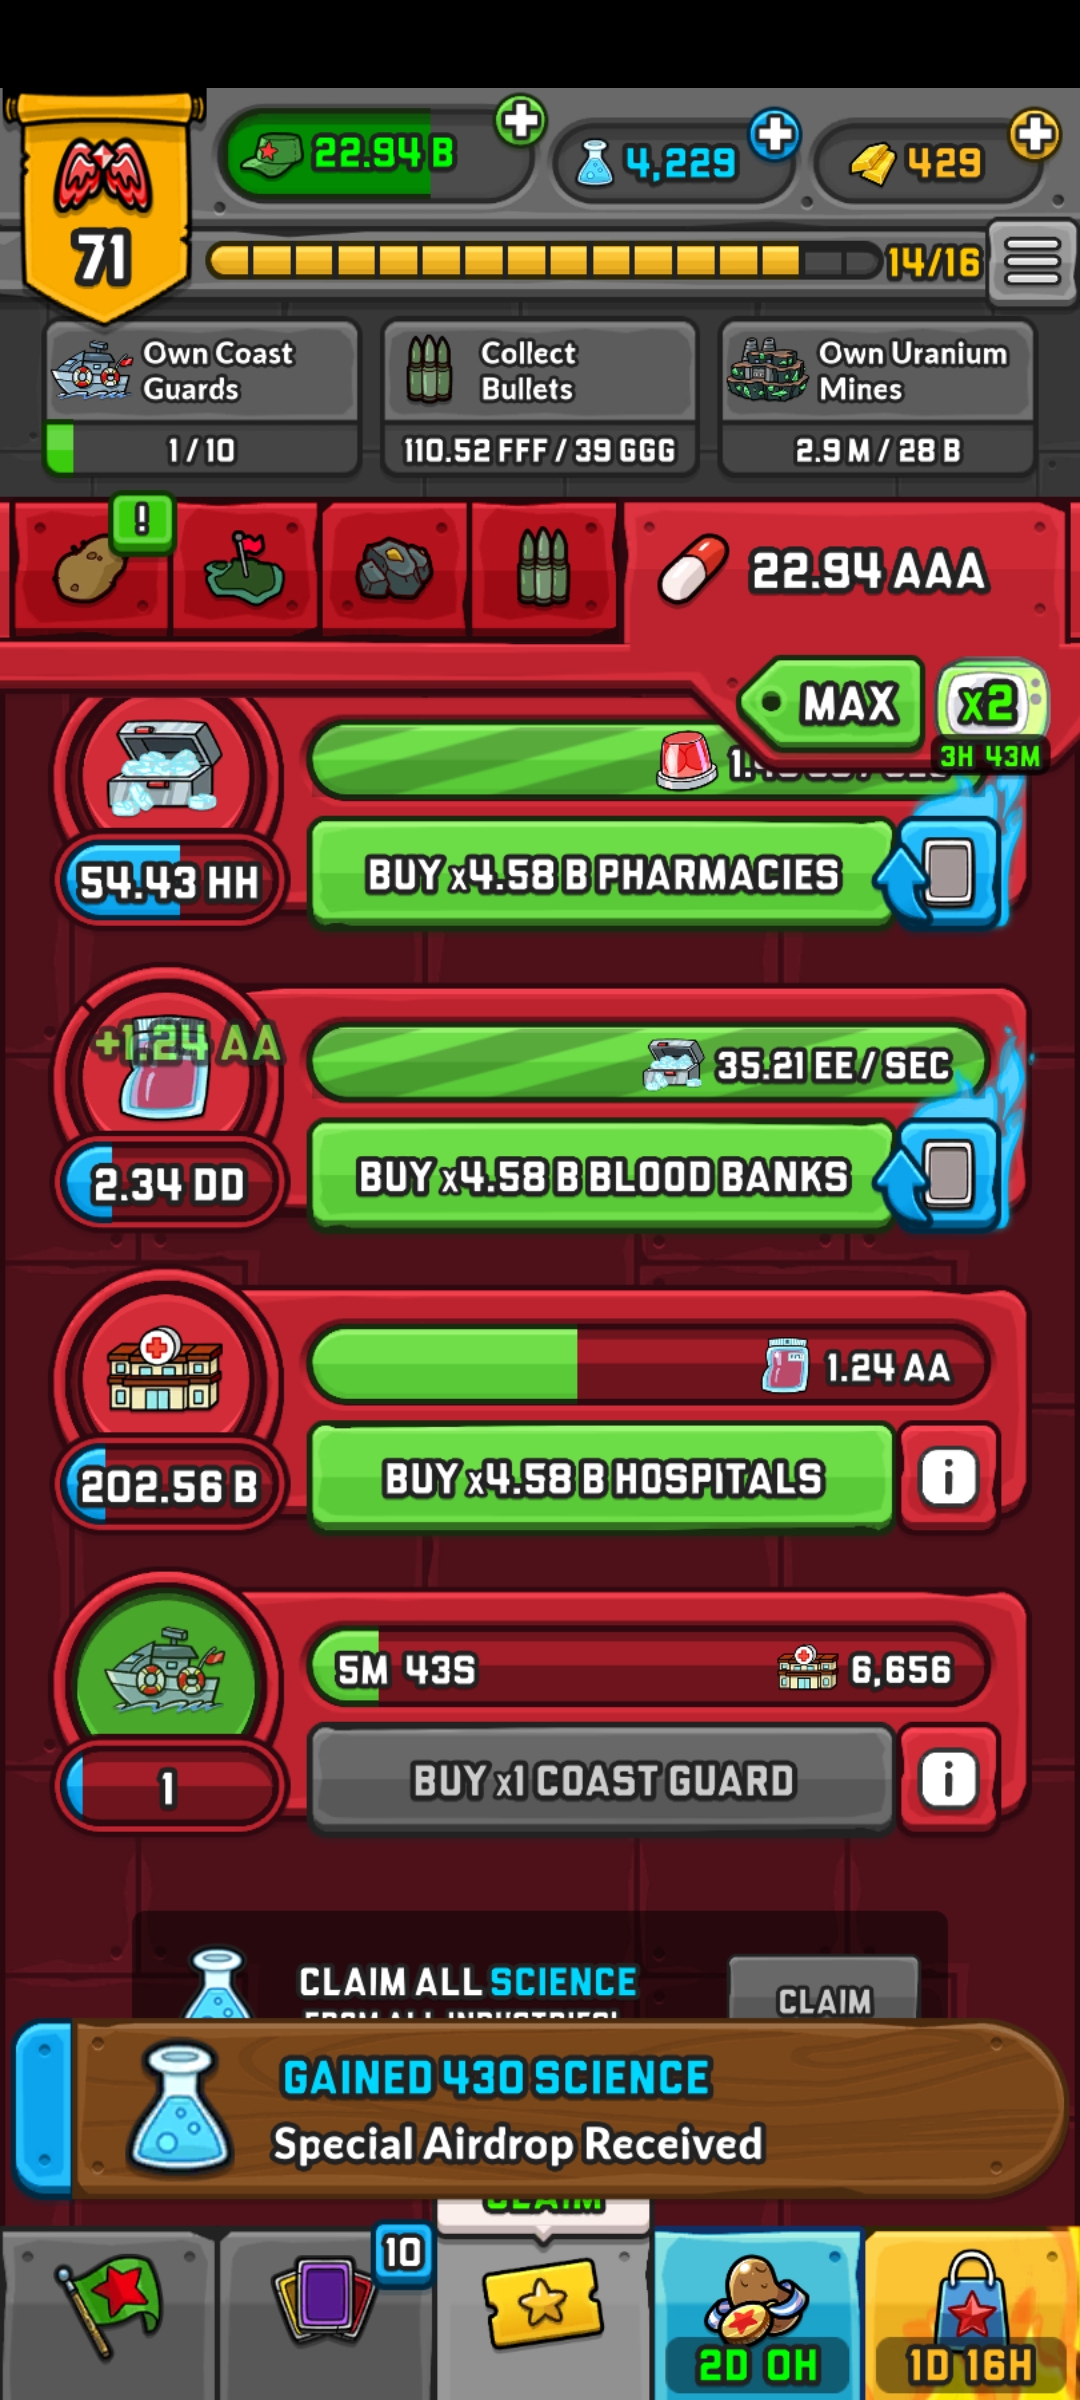 22.94 B
4,229
429
71
14/16
Own Coast
Guards
1 / 10
Collect
Bullets
110.52 FFF / 39 GGG
Own Uranium
Mines
2.9 M / 28 B
!
22.94 AAA
MAX
x2
3H 43M
54.43 HH
BUY x4.58 B PHARMACIES
+1.24 AA
35.21 EE / SEC
2.34 DD
BUY x4.58 B BLOOD BANKS
1.24 AA
202.56 B
BUY x4.58 B HOSPITALS
i
5M 43S
6,656
1
BUY x1 COAST GUARD
i
CLAIM ALL SCIENCE
FROM ALL INDUSTRIES!
CLAIM
GAINED 430 SCIENCE
Special Airdrop Received
CLAIM
10
2D 0H
1D 16H